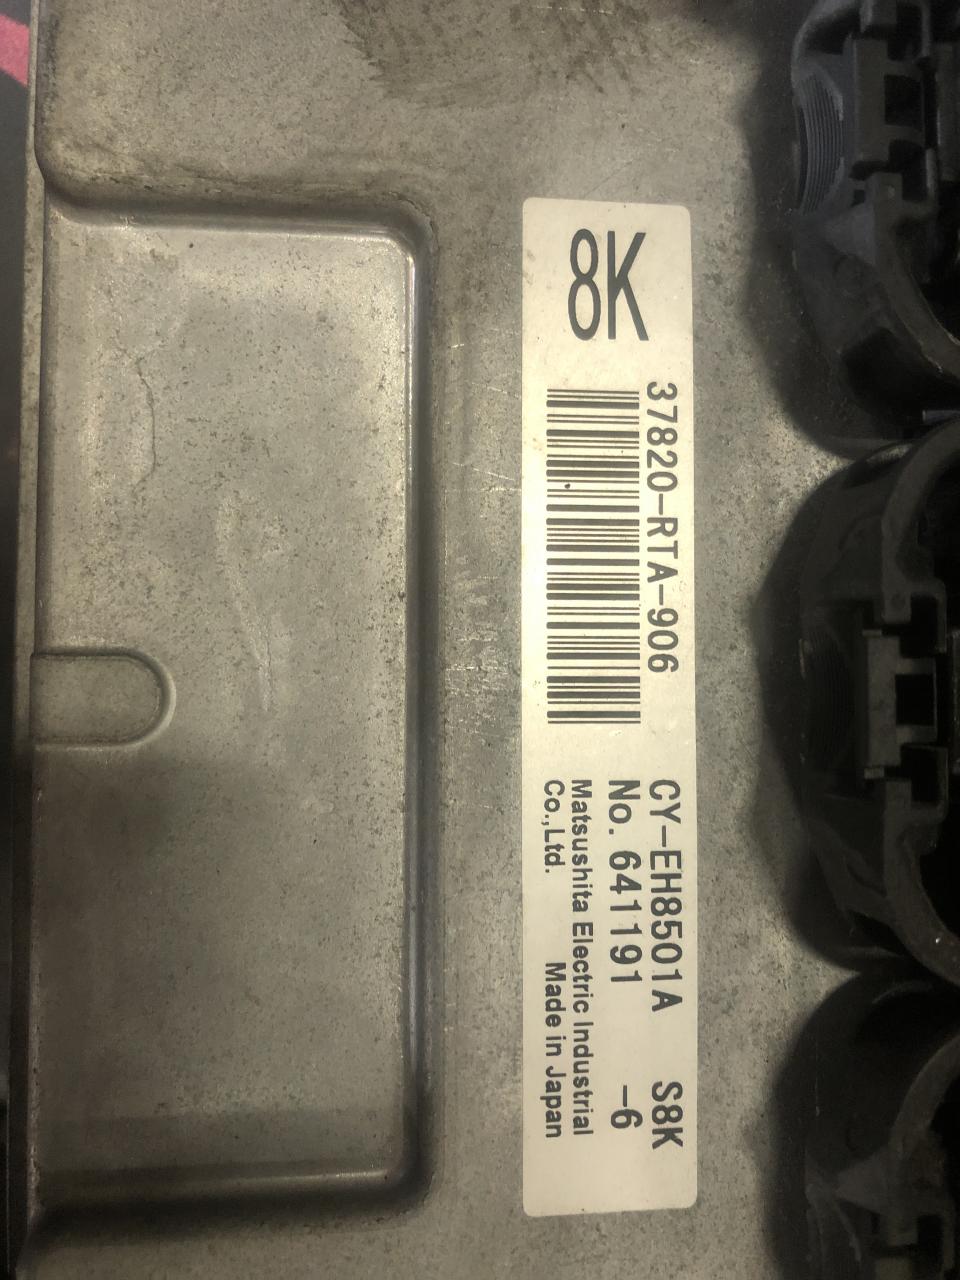 8K
37820-RTA-906
CY-EH8501A S8K
No. 641191 -6
Matsushita Electric Industrial
Co.,Ltd. Made in Japan